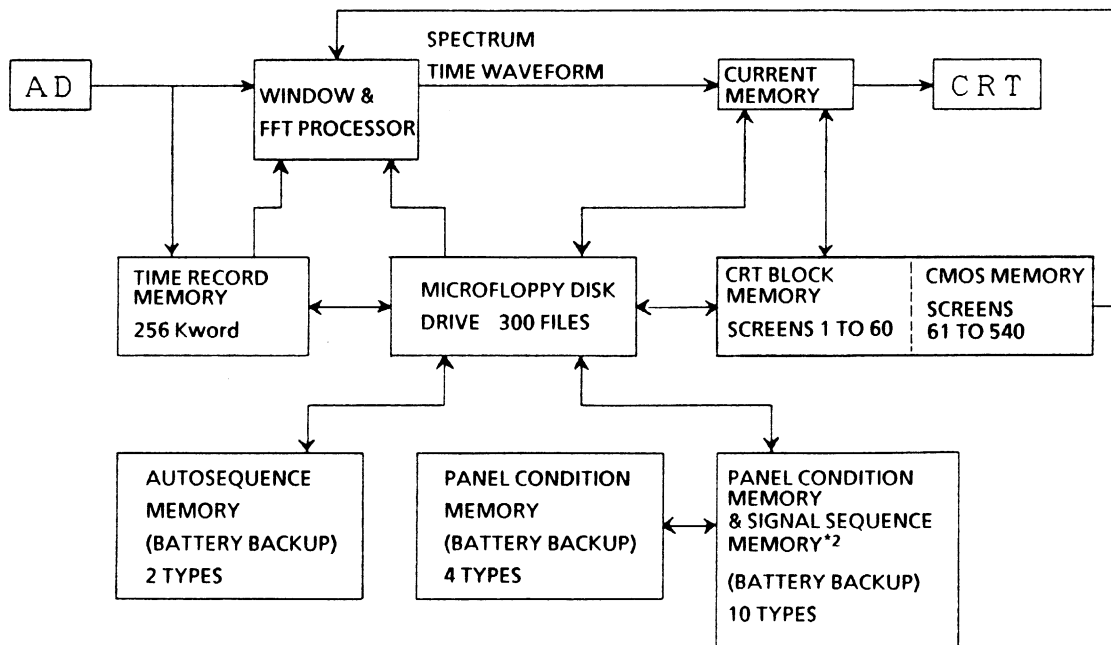 SPECTRUM
TIME WAVEFORM
AD
WINDOW &
FFT PROCESSOR
CURRENT
MEMORY
CRT
TIME RECORD
MEMORY
256 Kword
MICROFLOPPY DISK
DRIVE 300 FILES
CRT BLOCK
MEMORY
SCREENS 1 TO 60
CMOS MEMORY
SCREENS
61 TO 540
AUTOSEQUENCE
MEMORY
(BATTERY BACKUP)
2 TYPES
PANEL CONDITION
MEMORY
(BATTERY BACKUP)
4 TYPES
PANEL CONDITION
MEMORY
& SIGNAL SEQUENCE
MEMORY*2
(BATTERY BACKUP)
10 TYPES